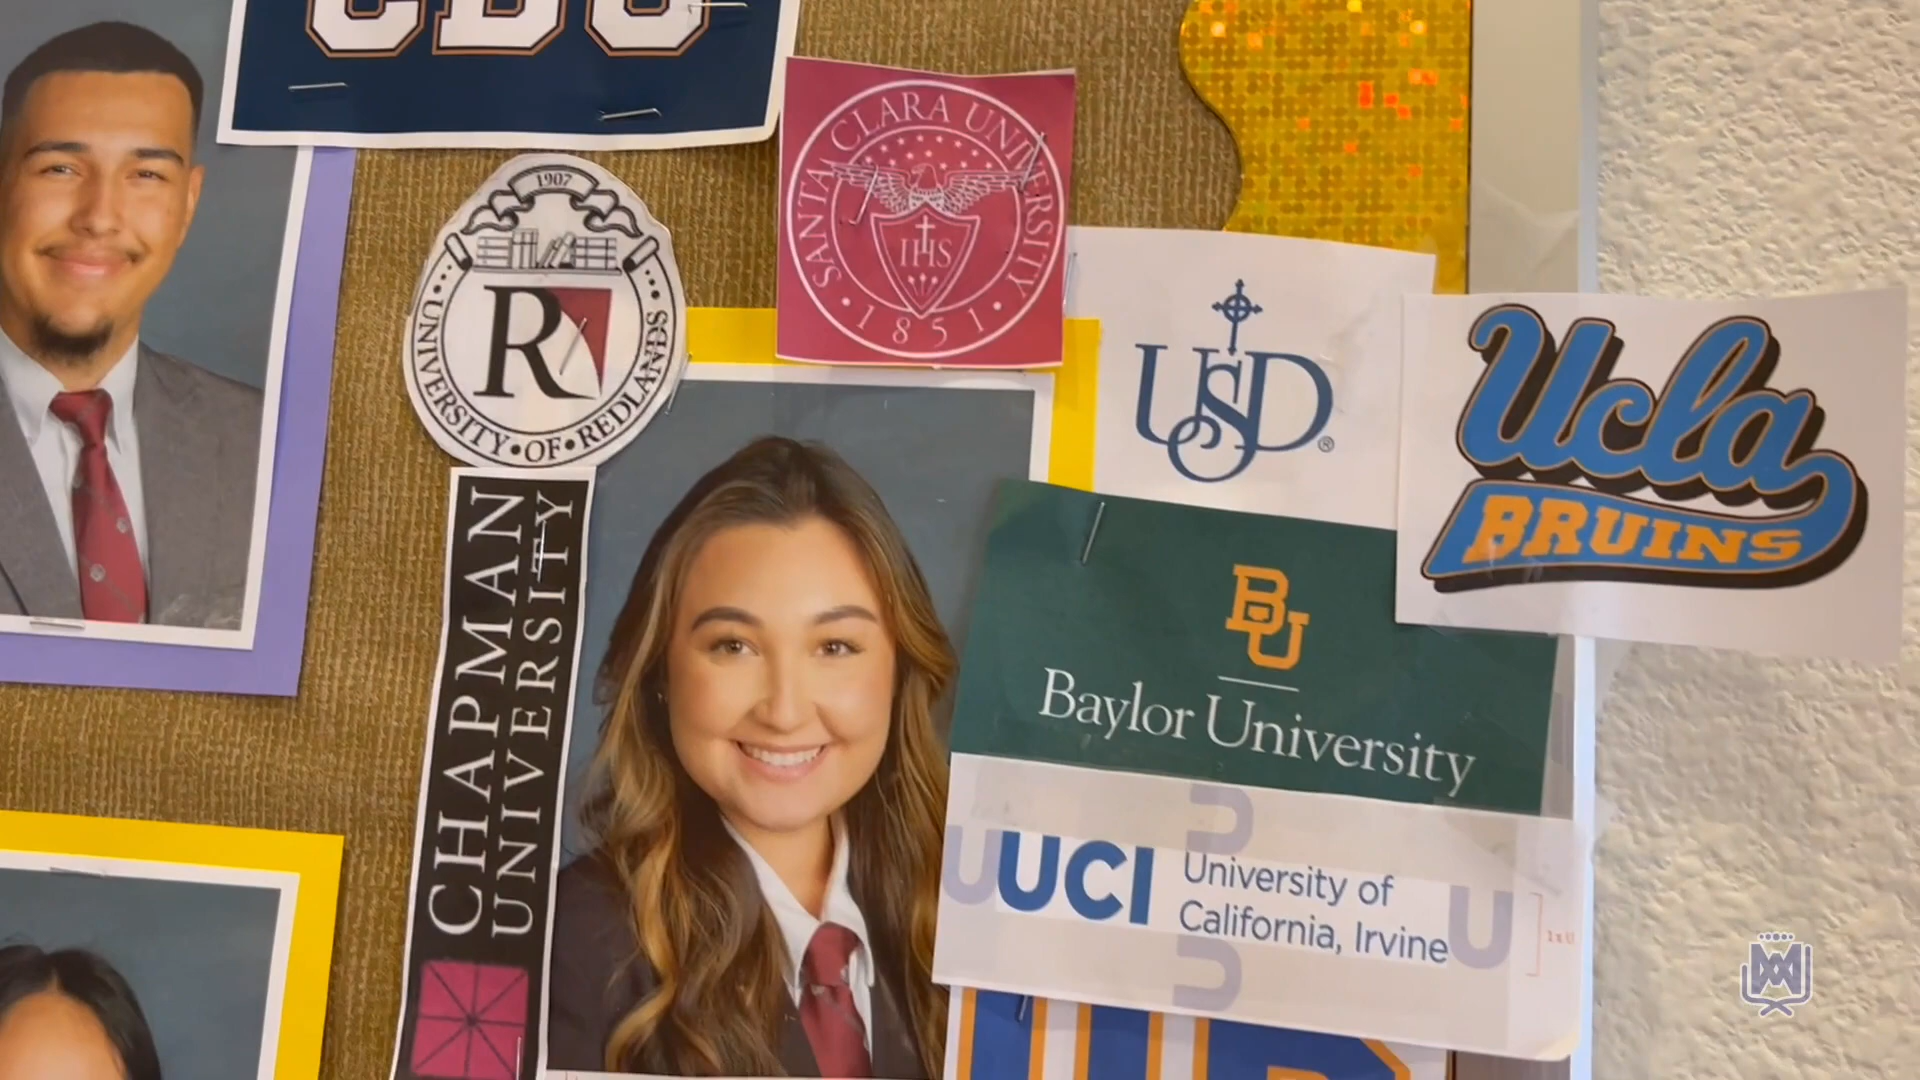 CBU
SANTA CLARA UNIVERSITY
IHS
• 1851 •
1907
R
UNIVERSITY•OF•REDLANDS
USD®
Ucla
BRUINS
CHAPMAN
UNIVERSITY
BU
Baylor University
U
U
UCI
University of
California, Irvine
U
U